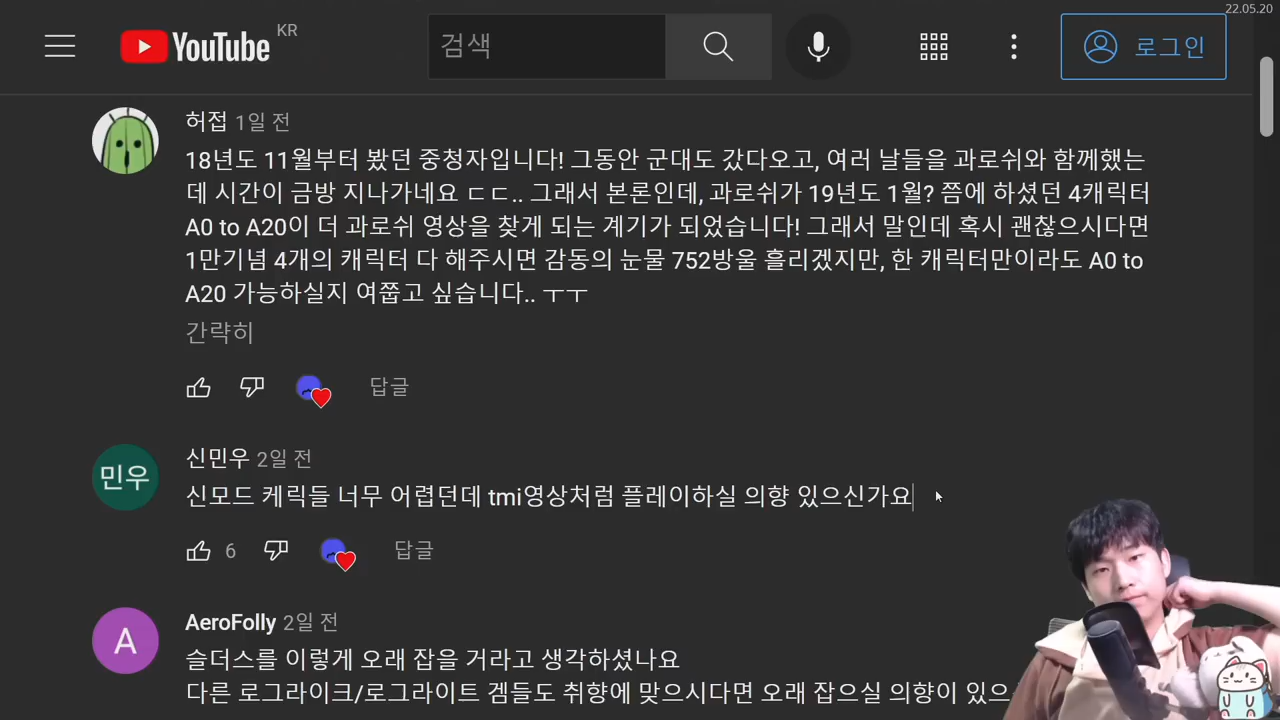 22.05.20
YouTube KR
검색
로그인
허접 1일 전
18년도 11월부터 봤던 중청자입니다! 그동안 군대도 갔다오고, 여러 날들을 과로쉬와 함께했는
데 시간이 금방 지나가네요 ㄷㄷ.. 그래서 본론인데, 과로쉬가 19년도 1월? 쯤에 하셨던 4캐릭터
A0 to A20이 더 과로쉬 영상을 찾게 되는 계기가 되었습니다! 그래서 말인데 혹시 괜찮으시다면
1만기념 4개의 캐릭터 다 해주시면 감동의 눈물 752방울 흘리겠지만, 한 캐릭터만이라도 A0 to
A20 가능하실지 여쭙고 싶습니다.. ㅜㅜ
간략히
답글
민우
신민우 2일 전
신모드 케릭들 너무 어렵던데 tmi영상처럼 플레이하실 의향 있으신가요
6
답글
A
AeroFolly 2일 전
슬더스를 이렇게 오래 잡을 거라고 생각하셨나요
다른 로그라이크/로그라이트 겜들도 취향에 맞으시다면 오래 잡으실 의향이 있으